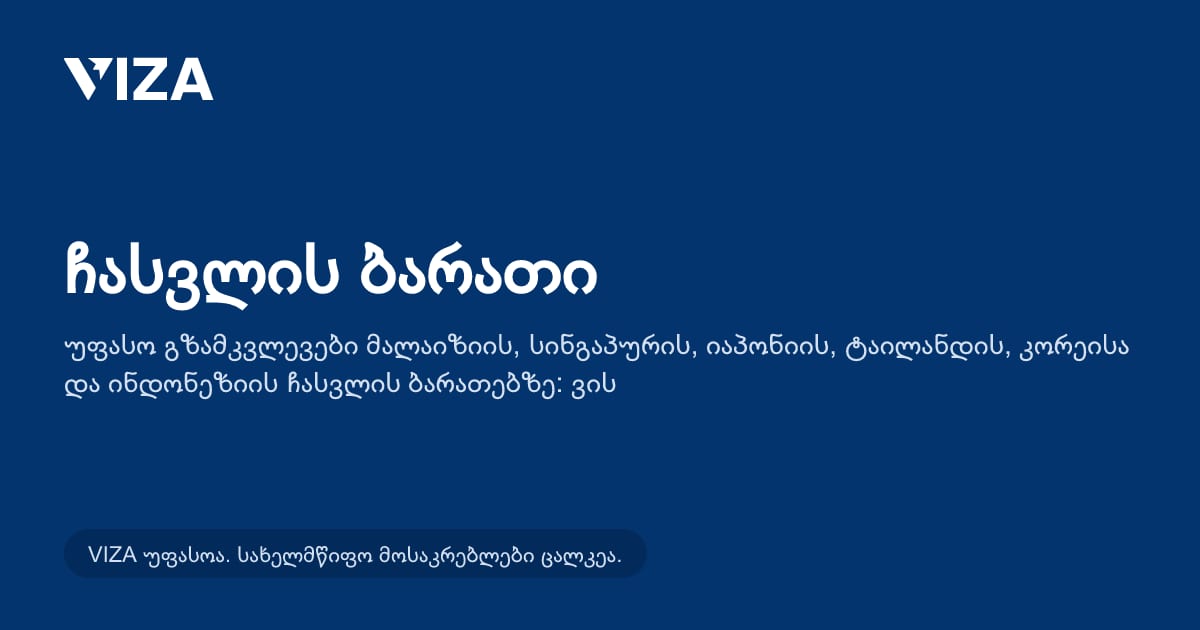 VIZA
ჩასვლის ბარათი
უფასო გზამკვლევები მალაიზიის, სინგაპურის, იაპონიის, ტაილანდის, კორეისა
და ინდონეზიის ჩასვლის ბარათებზე: ვის
VIZA უფასოა. სახელმწიფო მოსაკრებლები ცალკეა.